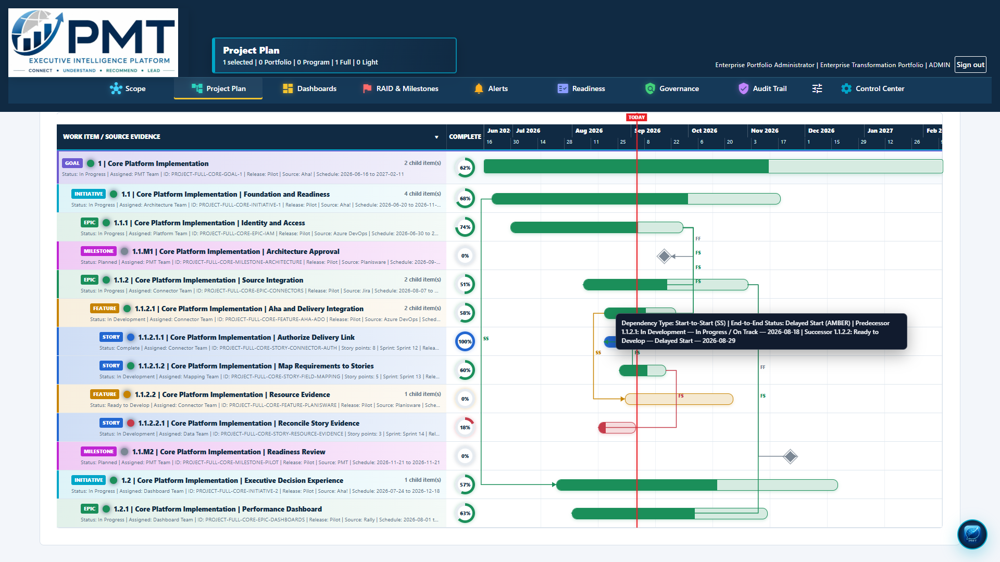 PMT
EXECUTIVE INTELLIGENCE PLATFORM
CONNECT • UNDERSTAND • RECOMMEND • LEAD
Project Plan
1 selected | 0 Portfolio | 0 Program | 1 Full | 0 Light
Enterprise Portfolio Administrator | Enterprise Transformation Portfolio | ADMIN
Sign out
Scope
Project Plan
Dashboards
RAID & Milestones
Alerts
Readiness
Governance
Audit Trail
Control Center
TODAY
WORK ITEM / SOURCE EVIDENCE
COMPLETE
Jun 202 Jul 2026 Aug 2026 Sep 2026 Oct 2026 Nov 2026 Dec 2026 Jan 2027 Feb 2
16 30 14 28 11 25 8 22 6 20 3 17 1 15 29 12 26
GOAL 1 | Core Platform Implementation 2 child item(s)
Status: In Progress | Assigned: PMT Team | ID: PROJECT-FULL-CORE-GOAL-1 | Release: Pilot | Source: Aha! | Schedule: 2026-06-16 to 2027-02-11
62%
INITIATIVE 1.1 | Core Platform Implementation | Foundation and Readiness 4 child item(s)
Status: In Progress | Assigned: Architecture Team | ID: PROJECT-FULL-CORE-INITIATIVE-1 | Release: Pilot | Source: Aha! | Schedule: 2026-06-20 to 2026-11-...
68%
EPIC 1.1.1 | Core Platform Implementation | Identity and Access
Status: In Progress | Assigned: Platform Team | ID: PROJECT-FULL-CORE-EPIC-IAM | Release: Pilot | Source: Azure DevOps | Schedule: 2026-06-30 to 2...
74%
FF
MILESTONE 1.1.M1 | Core Platform Implementation | Architecture Approval
Status: Planned | Assigned: PMT Team | ID: PROJECT-FULL-CORE-MILESTONE-ARCHITECTURE | Release: Pilot | Source: Planisware | Schedule: 2026-09-...
0%
FS
FS
EPIC 1.1.2 | Core Platform Implementation | Source Integration 2 child item(s)
Status: In Progress | Assigned: Connector Team | ID: PROJECT-FULL-CORE-EPIC-CONNECTORS | Release: Pilot | Source: Jira | Schedule: 2026-08-07 to ...
51%
FS
FEATURE 1.1.2.1 | Core Platform Implementation | Aha and Delivery Integration 2 child item(s)
Status: In Development | Assigned: Connector Team | ID: PROJECT-FULL-CORE-FEATURE-AHA-ADO | Release: Pilot | Source: Azure DevOps | Sched...
58%
Dependency Type: Start-to-Start (SS) | End-to-End Status: Delayed Start (AMBER) | Predecessor
1.1.2.1: In Development — In Progress / On Track — 2026-08-18 | Successor 1.1.2.2: Ready to
Develop — Delayed Start — 2026-08-29
STORY 1.1.2.1.1 | Core Platform Implementation | Authorize Delivery Link
Status: Complete | Assigned: Connector Team | ID: PROJECT-FULL-CORE-STORY-CONNECTOR-AUTH | Story points: 8 | Sprint: Sprint 12 | Relea...
100%
SS
SS
FS
STORY 1.1.2.1.2 | Core Platform Implementation | Map Requirements to Stories
Status: In Development | Assigned: Mapping Team | ID: PROJECT-FULL-CORE-STORY-FIELD-MAPPING | Story points: 5 | Sprint: Sprint 13 | Rele...
60%
FF
FEATURE 1.1.2.2 | Core Platform Implementation | Resource Evidence 1 child item(s)
Status: Ready to Develop | Assigned: Connector Team | ID: PROJECT-FULL-CORE-FEATURE-PLANISWARE | Release: Pilot | Source: Planisware | Sche...
0%
FS
FS
STORY 1.1.2.2.1 | Core Platform Implementation | Reconcile Story Evidence
Status: In Development | Assigned: Data Team | ID: PROJECT-FULL-CORE-STORY-RESOURCE-EVIDENCE | Story points: 3 | Sprint: Sprint 14 | Rel...
18%
MILESTONE 1.1.M2 | Core Platform Implementation | Readiness Review
Status: Planned | Assigned: PMT Team | ID: PROJECT-FULL-CORE-MILESTONE-PILOT | Release: Pilot | Source: PMT | Schedule: 2026-11-21 to 2026-11-21
0%
INITIATIVE 1.2 | Core Platform Implementation | Executive Decision Experience 1 child item(s)
Status: In Progress | Assigned: Dashboard Team | ID: PROJECT-FULL-CORE-INITIATIVE-2 | Release: Pilot | Source: Aha! | Schedule: 2026-07-24 to 2026-12-18
57%
EPIC 1.2.1 | Core Platform Implementation | Performance Dashboard
Status: In Progress | Assigned: Dashboard Team | ID: PROJECT-FULL-CORE-EPIC-DASHBOARDS | Release: Pilot | Source: Rally | Schedule: 2026-08-01 t...
63%
PMT